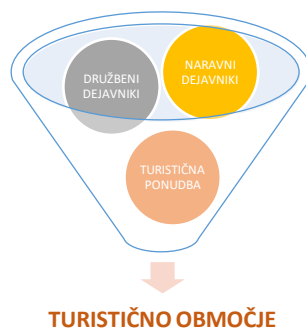 DRUŽBENI
DEJAVNIKI
NARAVNI
DEJAVNIKI
TURISTIČNA
PONUDBA
TURISTIČNO OBMOČJE